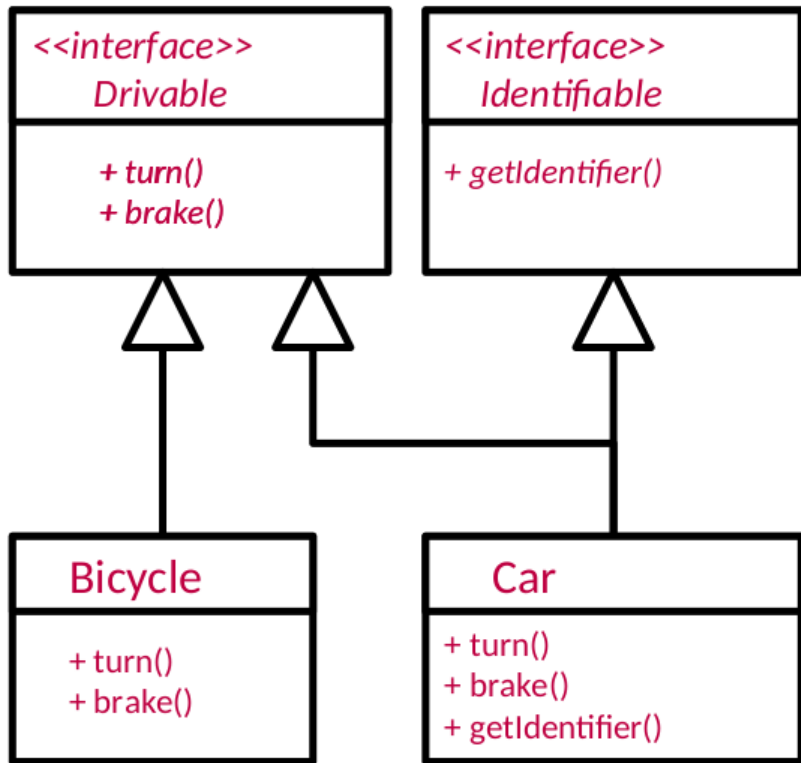 <<interface>>
Drivable
+ turn()
+ brake()
<<interface>>
Identifiable
+ getIdentifier()
Bicycle
+ turn()
+ brake()
Car
+ turn()
+ brake()
+ getIdentifier()